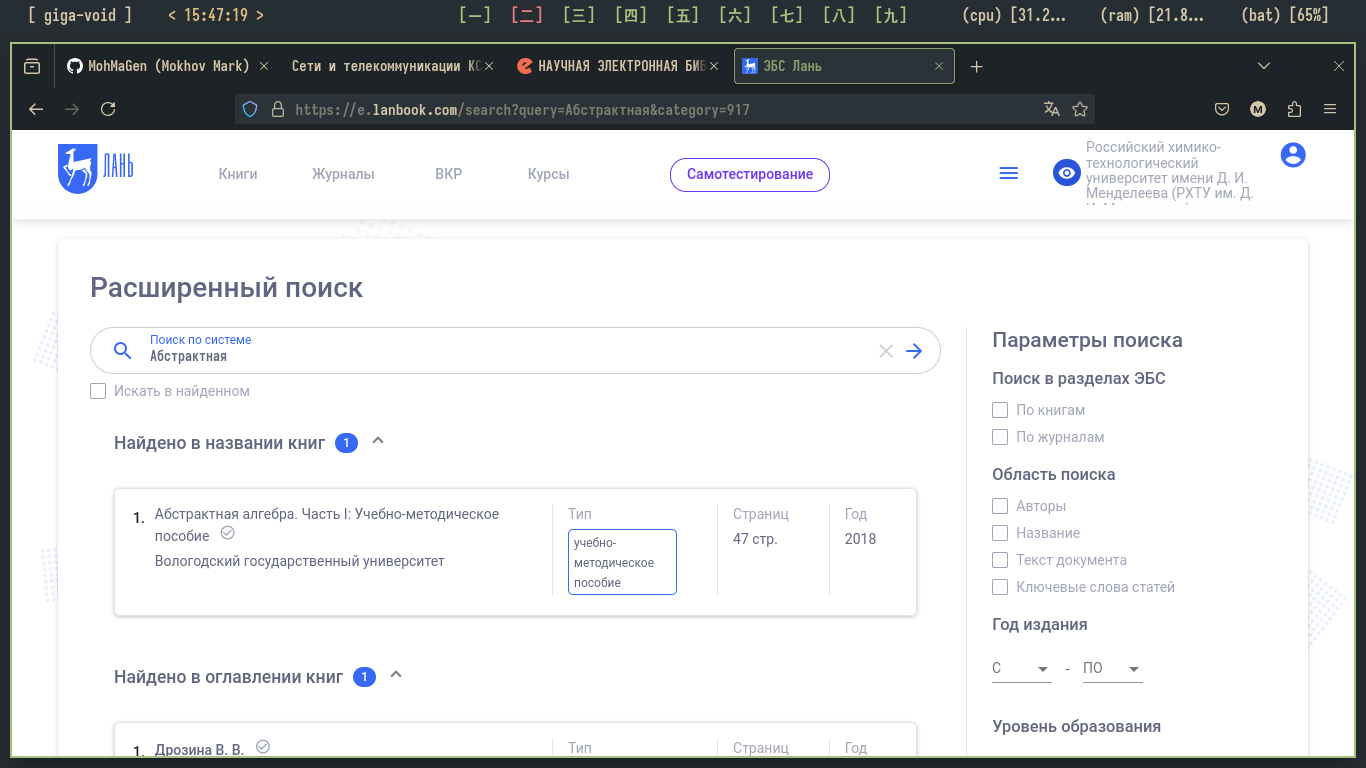 [ giga-void ] < 15:47:19 > [一] [二] [三] [四] [五] [六] [七] [八] [九] (cpu) [31.2... (ram) [21.8... (bat) [65%]
MohMaGen (Mokhov Mark) Сети и телекоммуникации КС НАУЧНАЯ ЭЛЕКТРОННАЯ БИБ ЭБС Лань
https://e.lanbook.com/search?query=Абстрактная&category=917 M
ЛАНЬ Книги Журналы ВКР Курсы Самотестирование
Российский химико-
технологический
университет имени Д. И.
Менделеева (РХТУ им. Д.
Расширенный поиск
Поиск по системе
Абстрактная
Искать в найденном
Найдено в названии книг 1
1. Абстрактная алгебра. Часть I: Учебно-методическое
пособие
Вологодский государственный университет
Тип
учебно-
методическое
пособие
Страниц
47 стр.
Год
2018
Найдено в оглавлении книг 1
1. Дрозина В. В.
Тип
Страниц
Год
Параметры поиска
Поиск в разделах ЭБС
По книгам
По журналам
Область поиска
Авторы
Название
Текст документа
Ключевые слова статей
Год издания
С - ПО
Уровень образования